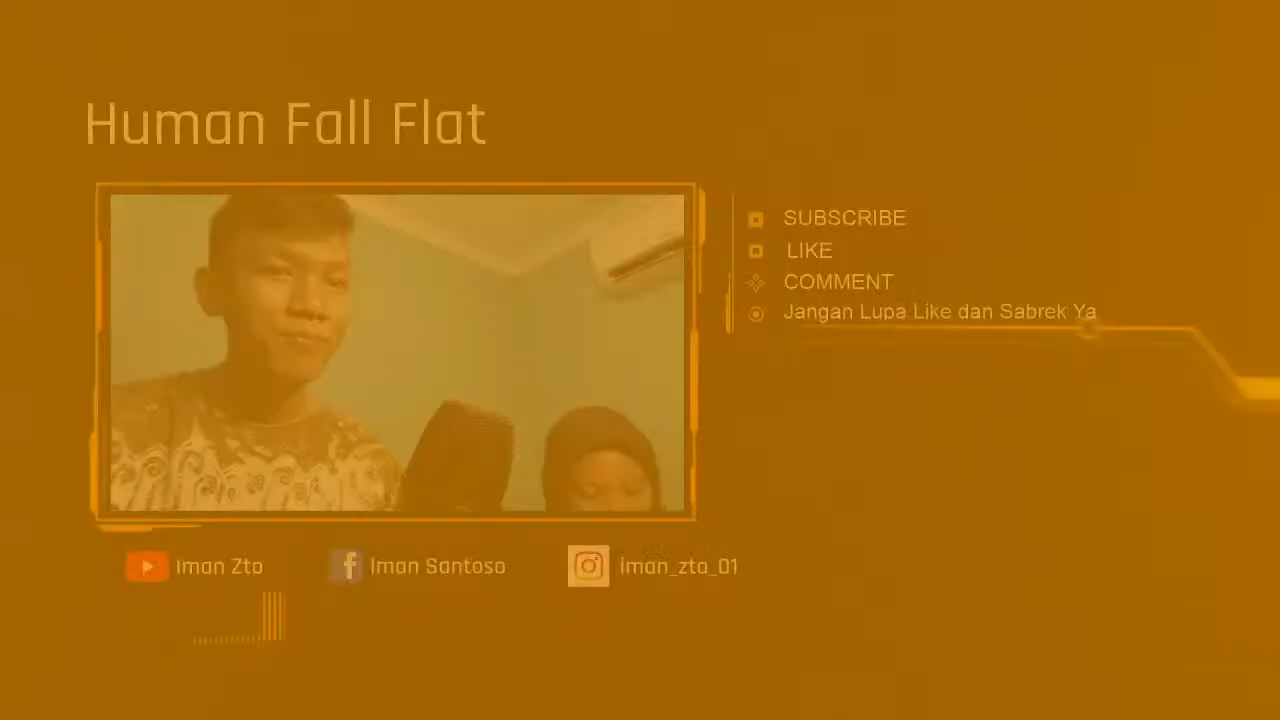 Human Fall Flat
SUBSCRIBE
LIKE
COMMENT
Jangan Lupa Like dan Sabrek Ya
Iman Zto
Iman Santoso
iman_zto_01